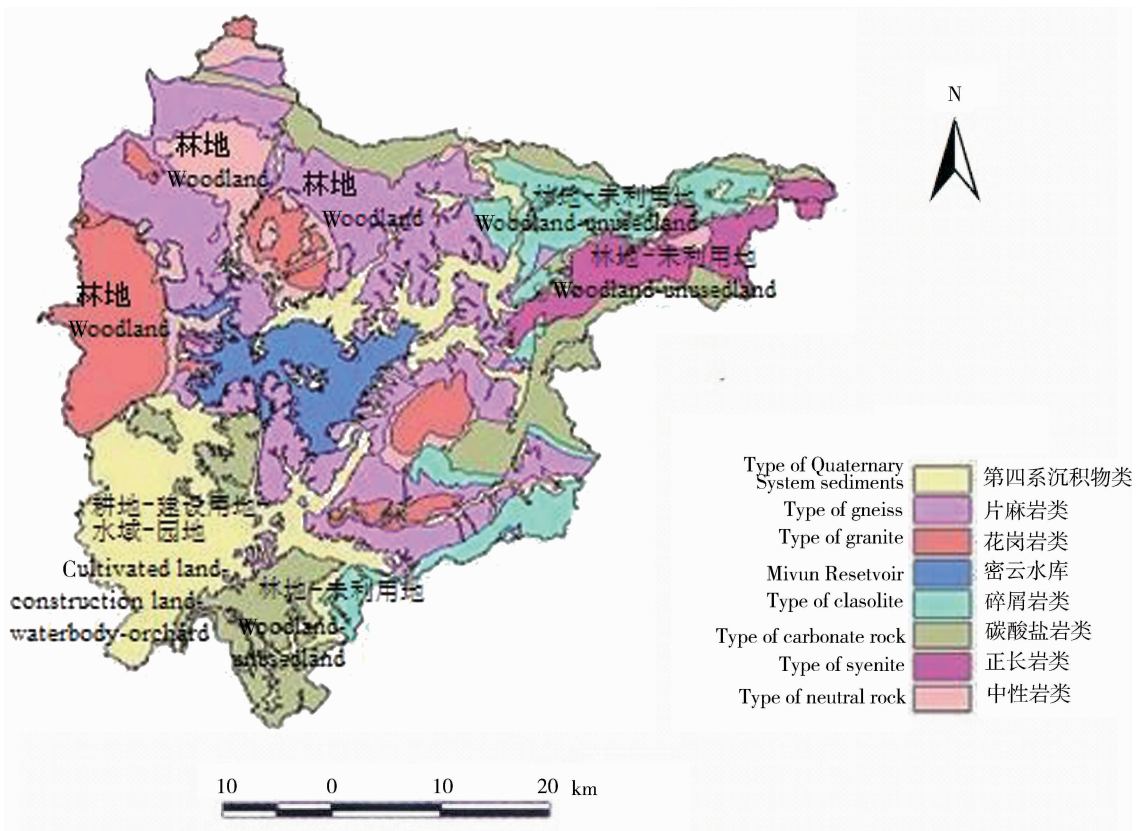 N
林地
Woodland
林地
Woodland
林地-未利用地
Woodland-unusedland
林地-未利用地
Woodland-unusedland
林地
Woodland
耕地-建设用地-
水域-园地
Cultivated land-
construction land-
waterbody-orchard
林地-未利用地
Woodland-
unusedland
Type of Quaternary
System sediments
第四系沉积物类
Type of gneiss
片麻岩类
Type of granite
花岗岩类
Mivun Resetvoir
密云水库
Type of clasolite
碎屑岩类
Type of carbonate rock
碳酸盐岩类
Type of syenite
正长岩类
Type of neutral rock
中性岩类
10 0 10 20 km